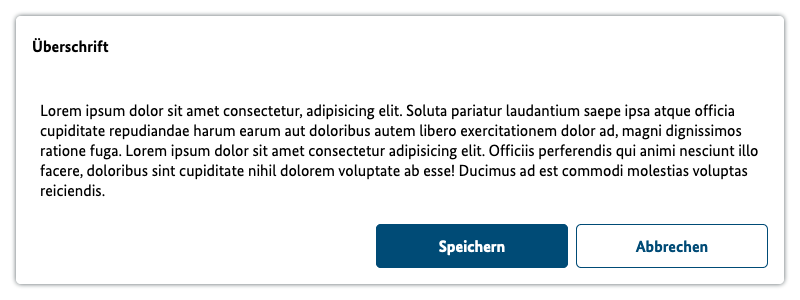 Überschrift
Lorem ipsum dolor sit amet consectetur, adipisicing elit. Soluta pariatur laudantium saepe ipsa atque officia
cupiditate repudiandae harum earum aut doloribus autem libero exercitationem dolor ad, magni dignissimos
ratione fuga. Lorem ipsum dolor sit amet consectetur adipisicing elit. Officiis perferendis qui animi nesciunt illo
facere, doloribus sint cupiditate nihil dolorem voluptate ab esse! Ducimus ad est commodi molestias voluptas
reiciendis.
Speichern
Abbrechen